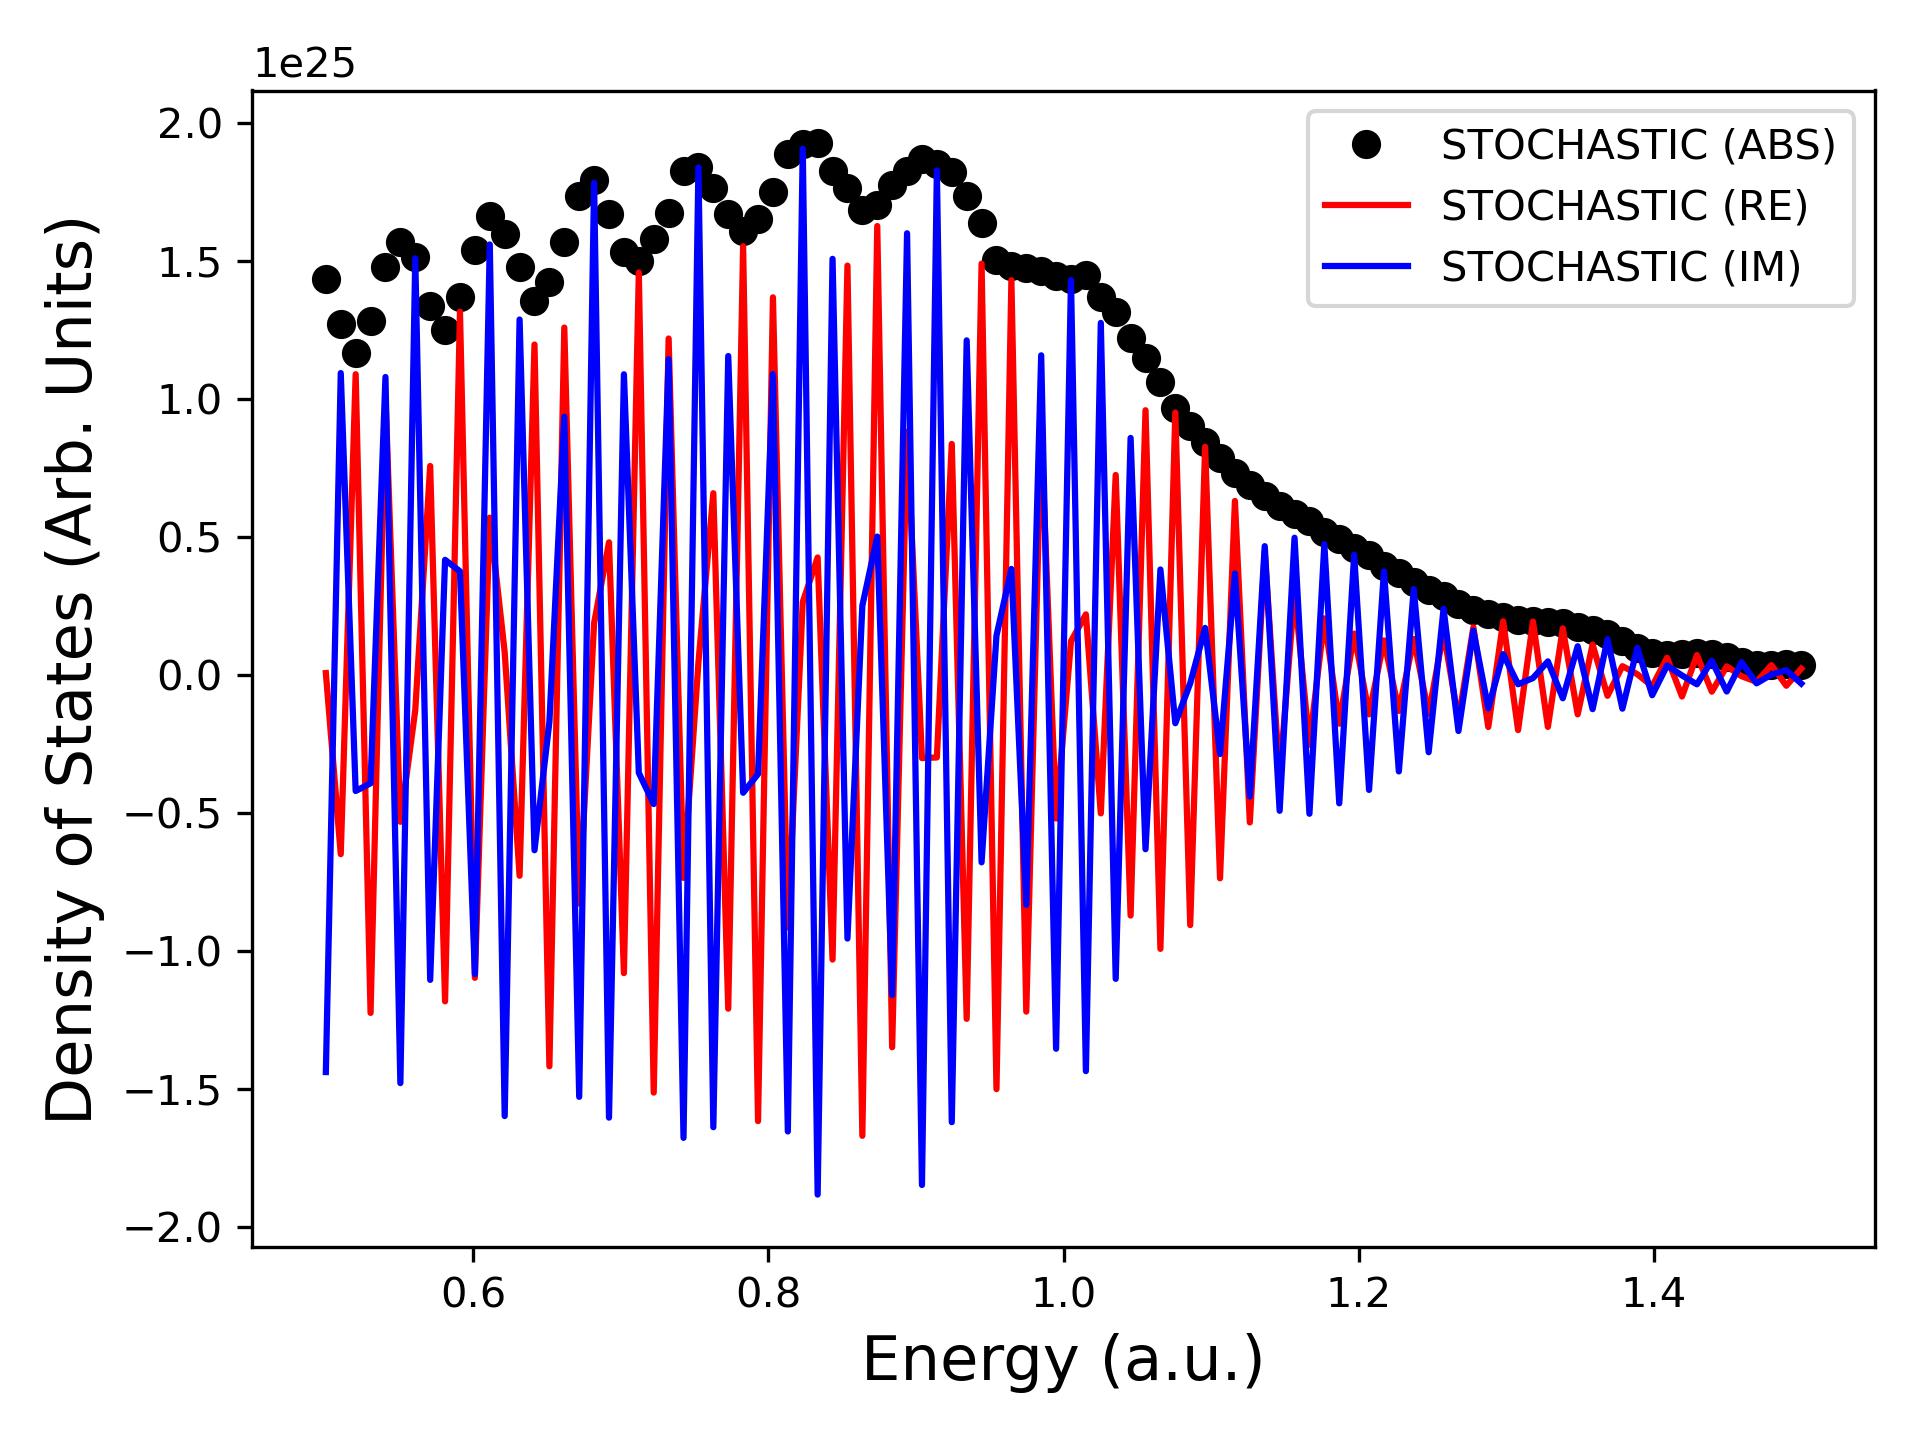 1e25
2.0
1.5
1.0
0.5
0.0
−0.5
−1.0
−1.5
−2.0
Density of States (Arb. Units)
STOCHASTIC (ABS)
STOCHASTIC (RE)
STOCHASTIC (IM)
0.6 0.8 1.0 1.2 1.4
Energy (a.u.)